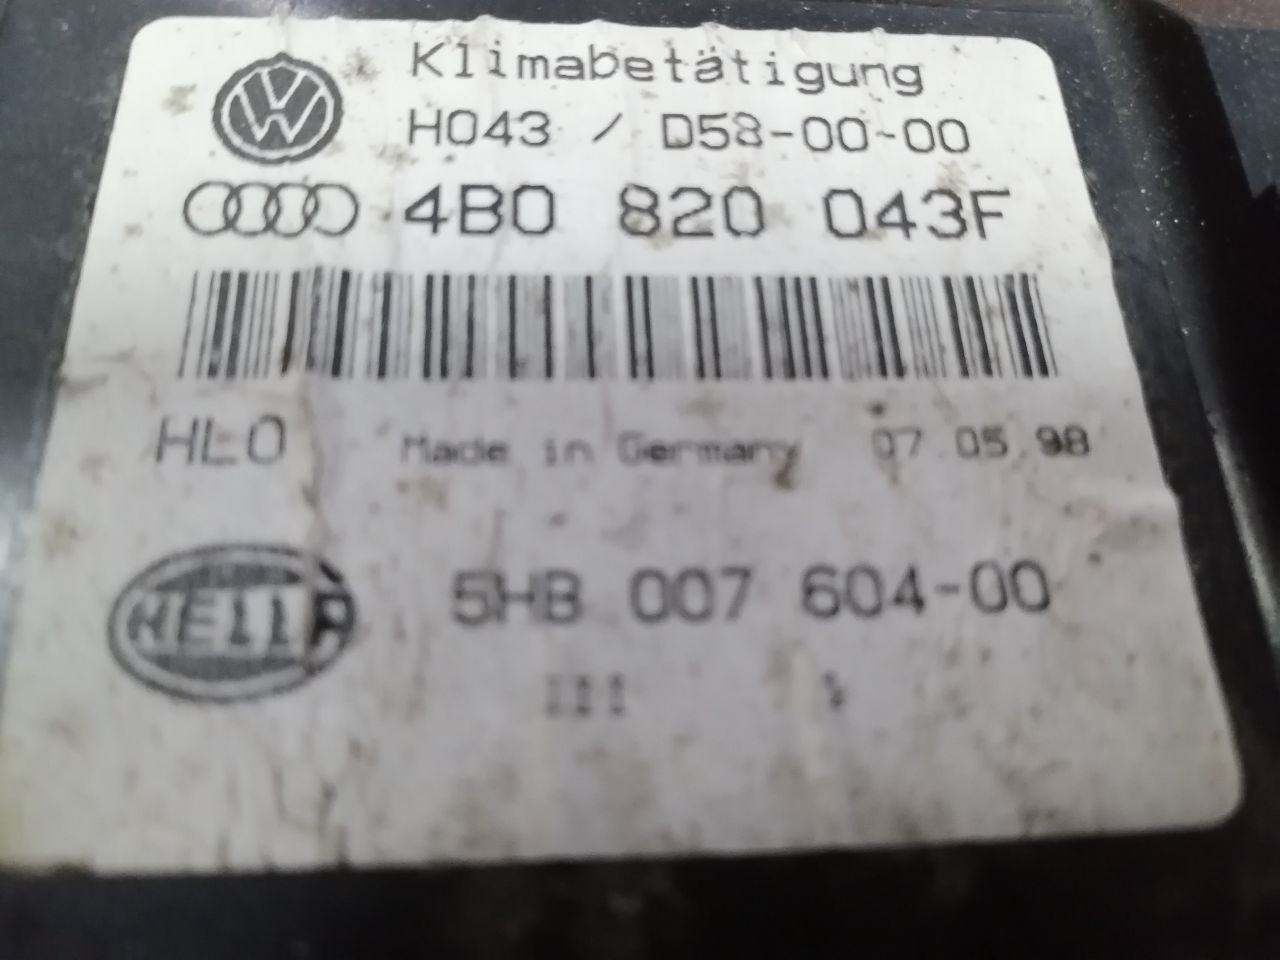 Klimabetätigung
H043 / D58-00-00
4B0 820 043F
HLO Made in Germany 07.05.98
HELLA 5HB 007 604-00